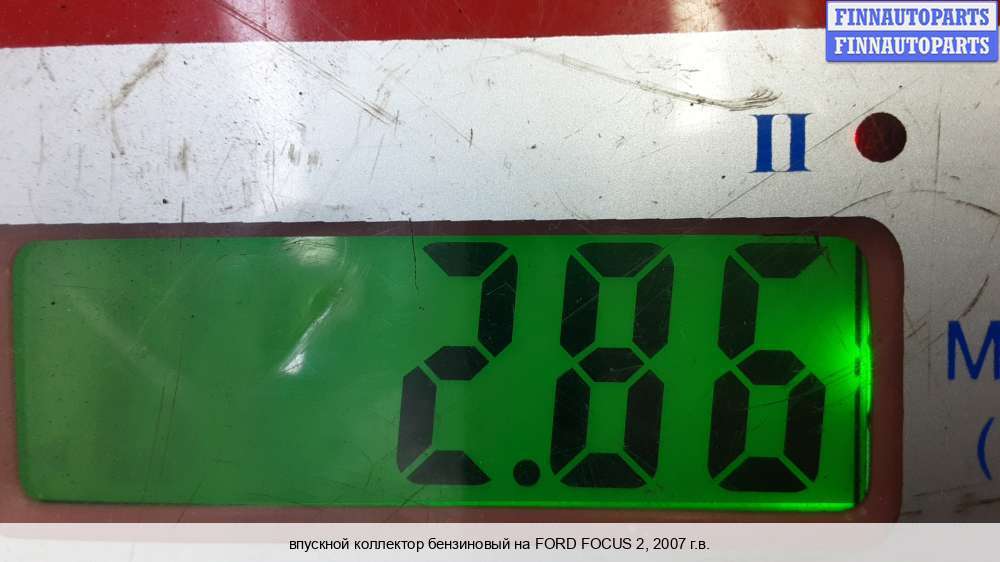 FINNAUTOPARTS
FINNAUTOPARTS
II
2.86
M
(
впускной коллектор бензиновый на FORD FOCUS 2, 2007 г.в.